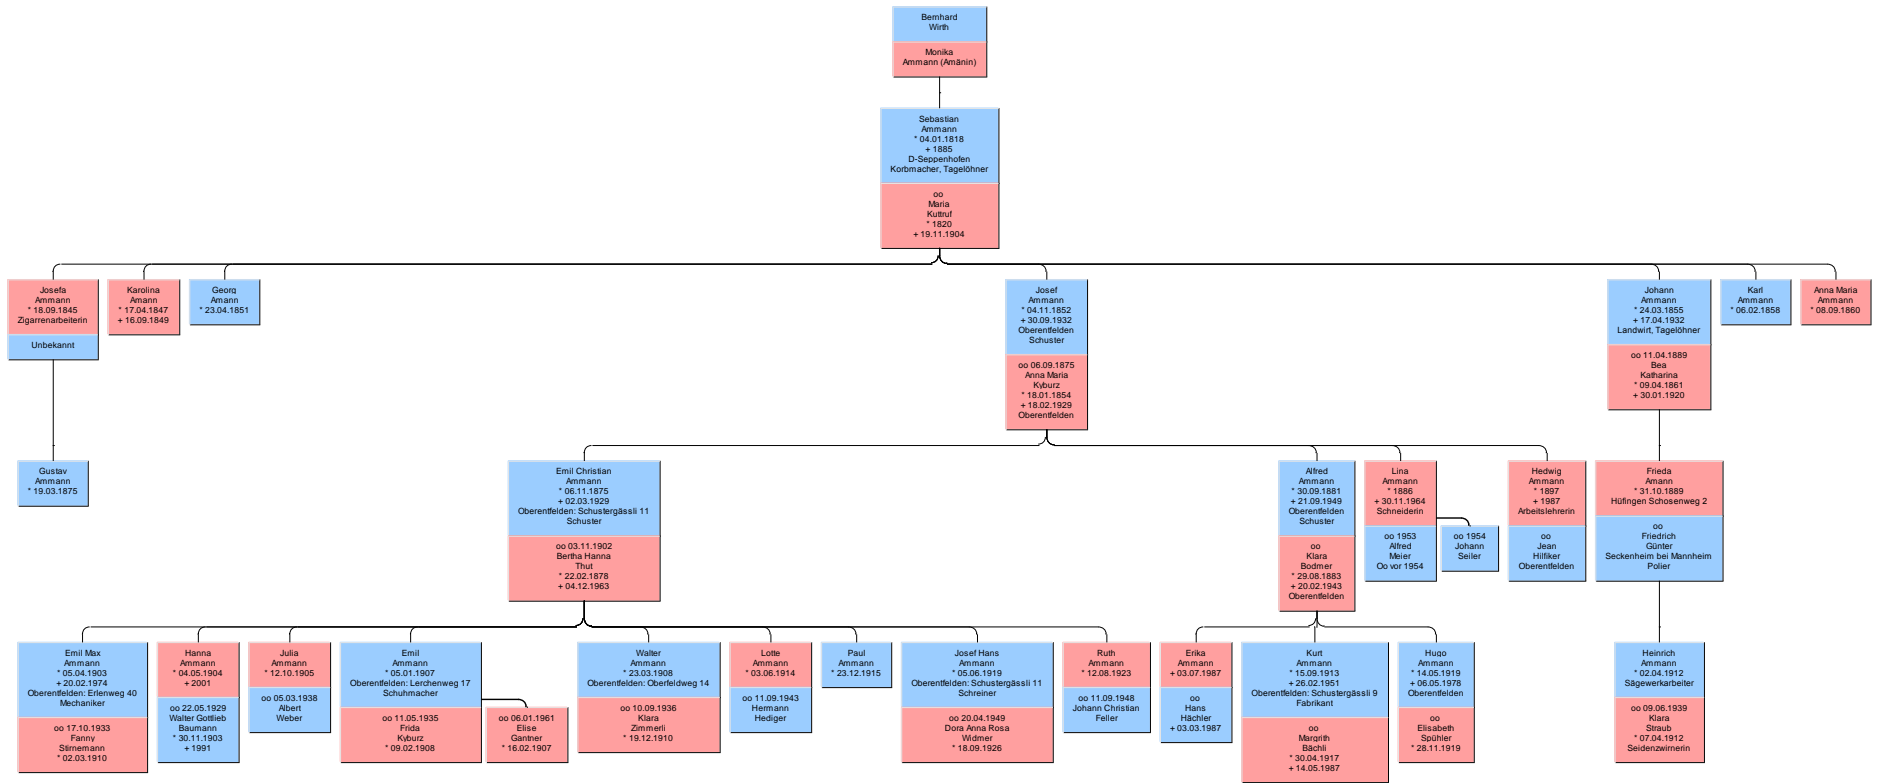 Bernhard
Wirth
Monika
Ammann (Amänin)
Sebastian
Ammann
* 04.01.1818
+ 1885
D-Seppenhofen
Korbmacher, Tagelöhner
oo
Maria
Kuttruf
* 1820
+ 19.11.1904
Josefa
Ammann
* 18.09.1845
Zigarrenarbeiterin
Unbekannt
Karolina
Amann
* 17.04.1847
+ 16.09.1849
Georg
Amann
* 23.04.1851
Josef
Ammann
* 04.11.1852
+ 30.09.1932
Oberentfelden
Schuster
oo 06.09.1875
Anna Maria
Kyburz
* 18.01.1854
+ 18.02.1929
Oberentfelden
Johann
Ammann
* 24.03.1855
+ 17.04.1932
Landwirt, Tagelöhner
oo 11.04.1889
Bea
Katharina
* 09.04.1861
+ 30.01.1920
Karl
Ammann
* 06.02.1858
Anna Maria
Ammann
* 08.09.1860
Gustav
Ammann
* 19.03.1875
Emil Christian
Ammann
* 06.11.1875
+ 02.03.1929
Oberentfelden: Schustergässli 11
Schuster
oo 03.11.1902
Bertha Hanna
Thut
* 22.02.1878
+ 04.12.1963
Alfred
Ammann
* 30.09.1881
+ 21.09.1949
Oberentfelden
Schuster
oo
Klara
Bodmer
* 29.08.1883
+ 20.02.1943
Oberentfelden
Lina
Ammann
* 1886
+ 30.11.1964
Schneiderin
oo 1953
Alfred
Meier
Oo vor 1954
oo 1954
Johann
Seiler
Hedwig
Ammann
* 1897
+ 1987
Arbeitslehrerin
oo
Jean
Hilfiker
Oberentfelden
Frieda
Amann
* 31.10.1889
Hüfingen Schosenweg 2
oo
Friedrich
Günter
Seckenheim bei Mannheim
Polier
Emil Max
Ammann
* 05.04.1903
+ 20.02.1974
Oberentfelden: Erlenweg 40
Mechaniker
oo 17.10.1933
Fanny
Stirnemann
* 02.03.1910
Hanna
Ammann
* 04.05.1904
+ 2001
oo 22.05.1929
Walter Gottlieb
Baumann
* 30.11.1903
+ 1991
Julia
Ammann
* 12.10.1905
oo 05.03.1938
Albert
Weber
Emil
Ammann
* 05.01.1907
Oberentfelden: Lerchenweg 17
Schuhmacher
oo 11.05.1935
Frida
Kyburz
* 09.02.1908
oo 06.01.1961
Elise
Gantner
* 16.02.1907
Walter
Ammann
* 23.03.1908
Oberentfelden: Oberfeldweg 14
oo 10.09.1936
Klara
Zimmerli
* 19.12.1910
Lotte
Ammann
* 03.06.1914
oo 11.09.1943
Hermann
Hediger
Paul
Ammann
* 23.12.1915
Josef Hans
Ammann
* 05.06.1919
Oberentfelden: Schustergässli 11
Schreiner
oo 20.04.1949
Dora Anna Rosa
Widmer
* 18.09.1926
Ruth
Ammann
* 12.08.1923
oo 11.09.1948
Johann Christian
Feller
Erika
Ammann
+ 03.07.1987
oo
Hans
Hächler
+ 03.03.1987
Kurt
Ammann
* 15.09.1913
+ 26.02.1951
Oberentfelden: Schustergässli 9
Fabrikant
oo
Margrith
Bächli
* 30.04.1917
+ 14.05.1987
Hugo
Ammann
* 14.05.1919
+ 06.05.1978
Oberentfelden
oo
Elisabeth
Spühler
* 28.11.1919
Heinrich
Ammann
* 02.04.1912
Sägewerkarbeiter
oo 09.06.1939
Klara
Straub
* 07.04.1912
Seidenzwirnerin